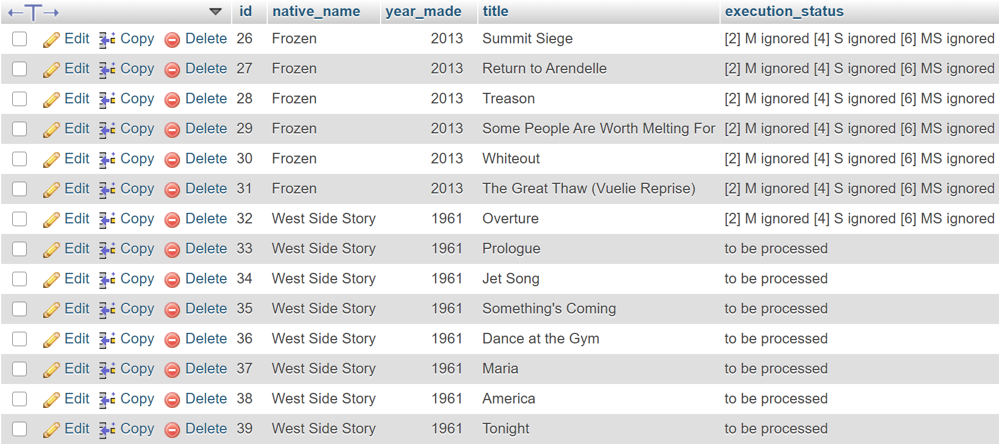 id native_name year_made title execution_status
Edit Copy Delete 26 Frozen 2013 Summit Siege [2] M ignored [4] S ignored [6] MS ignored
Edit Copy Delete 27 Frozen 2013 Return to Arendelle [2] M ignored [4] S ignored [6] MS ignored
Edit Copy Delete 28 Frozen 2013 Treason [2] M ignored [4] S ignored [6] MS ignored
Edit Copy Delete 29 Frozen 2013 Some People Are Worth Melting For [2] M ignored [4] S ignored [6] MS ignored
Edit Copy Delete 30 Frozen 2013 Whiteout [2] M ignored [4] S ignored [6] MS ignored
Edit Copy Delete 31 Frozen 2013 The Great Thaw (Vuelie Reprise) [2] M ignored [4] S ignored [6] MS ignored
Edit Copy Delete 32 West Side Story 1961 Overture [2] M ignored [4] S ignored [6] MS ignored
Edit Copy Delete 33 West Side Story 1961 Prologue to be processed
Edit Copy Delete 34 West Side Story 1961 Jet Song to be processed
Edit Copy Delete 35 West Side Story 1961 Something's Coming to be processed
Edit Copy Delete 36 West Side Story 1961 Dance at the Gym to be processed
Edit Copy Delete 37 West Side Story 1961 Maria to be processed
Edit Copy Delete 38 West Side Story 1961 America to be processed
Edit Copy Delete 39 West Side Story 1961 Tonight to be processed